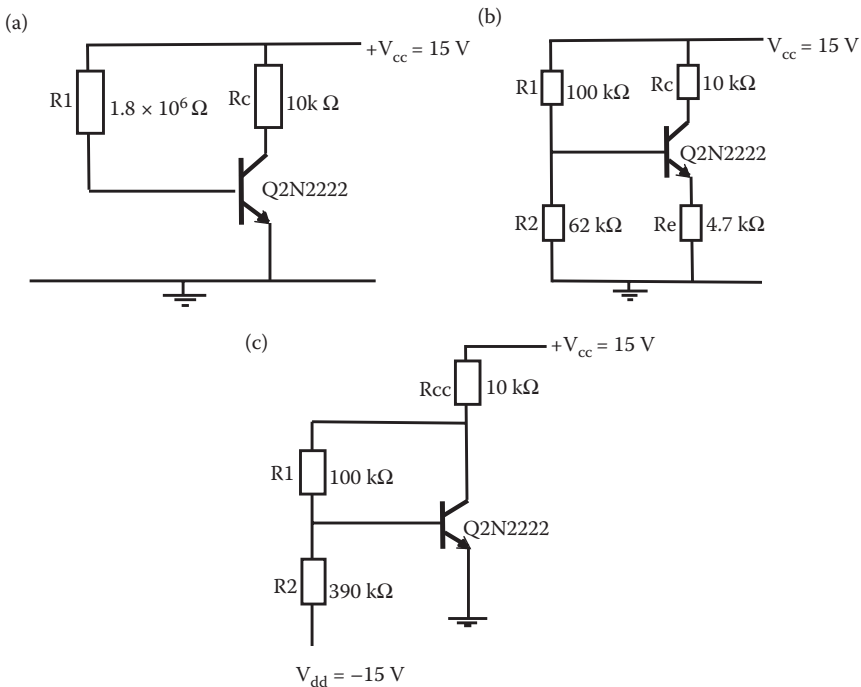 (a)
+Vcc = 15 V
R1
1.8 × 10⁶ Ω
Rc
10k Ω
Q2N2222
(b)
Vcc = 15 V
R1
100 kΩ
Rc
10 kΩ
Q2N2222
R2
62 kΩ
Re
4.7 kΩ
(c)
+Vcc = 15 V
Rcc
10 kΩ
R1
100 kΩ
Q2N2222
R2
390 kΩ
Vdd = −15 V